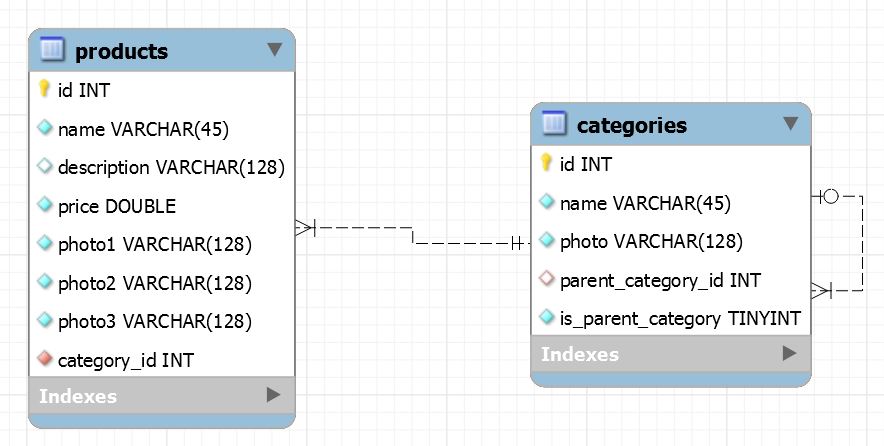 products
id INT
name VARCHAR(45)
description VARCHAR(128)
price DOUBLE
photo1 VARCHAR(128)
photo2 VARCHAR(128)
photo3 VARCHAR(128)
category_id INT
Indexes
categories
id INT
name VARCHAR(45)
photo VARCHAR(128)
parent_category_id INT
is_parent_category TINYINT
Indexes